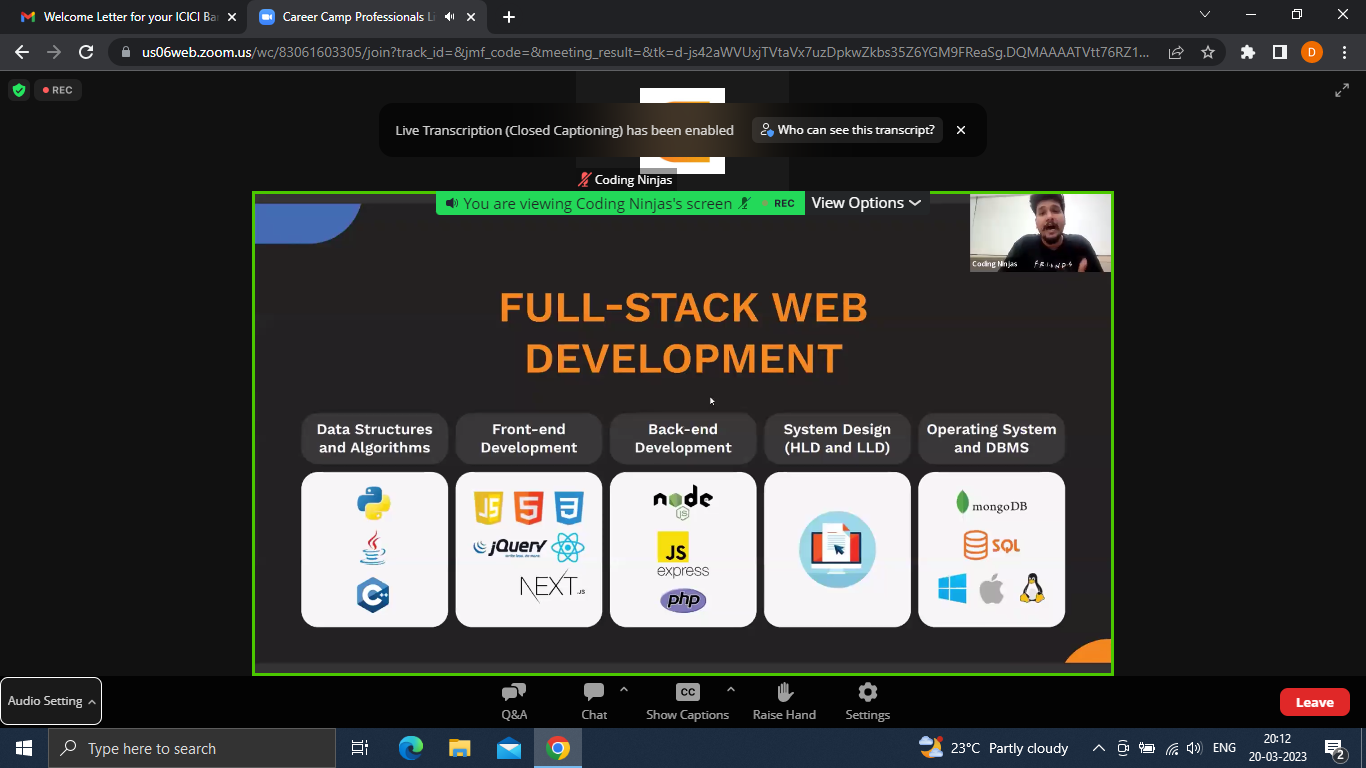 Welcome Letter for your ICICI Ba
Career Camp Professionals Li
us06web.zoom.us/wc/83061603305/join?track_id=&jmf_code=&meeting_result=&tk=d-js42aWVUxjTVtaVx7uzDpkwZkbs35Z6YGM9FReaSg.DQMAAAATVtt76RZ1...
D
REC
Live Transcription (Closed Captioning) has been enabled
Who can see this transcript?
Coding Ninjas
You are viewing Coding Ninjas's screen
REC
View Options
Coding Ninjas
FRIENDS
FULL-STACK WEB
DEVELOPMENT
Data Structures
and Algorithms
Front-end
Development
Back-end
Development
System Design
(HLD and LLD)
Operating System
and DBMS
C++
JS
5
3
jQuery
NEXT.JS
node
JS
JS
express
php
mongoDB
SQL
Audio Setting
Q&A
Chat
CC
Show Captions
Raise Hand
Settings
Leave
Type here to search
23°C Partly cloudy
ENG
20:12
20-03-2023
2